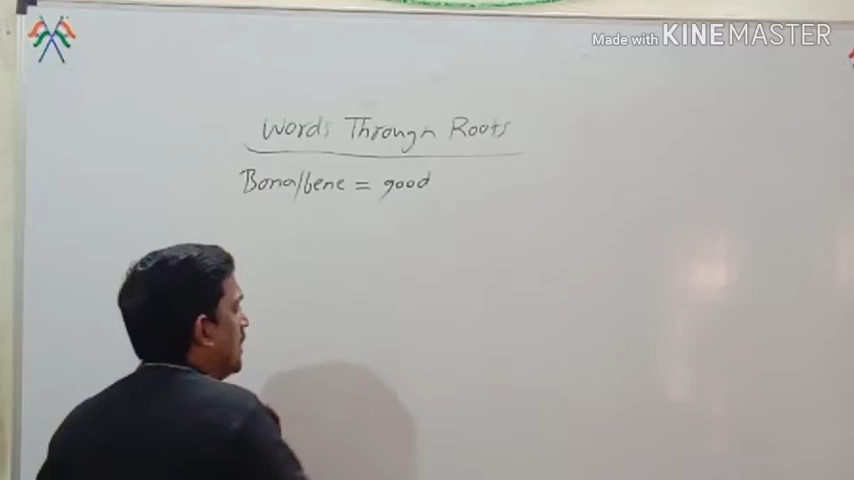 Made with KINEMASTER
Words Through Roots
Bona/bene = good